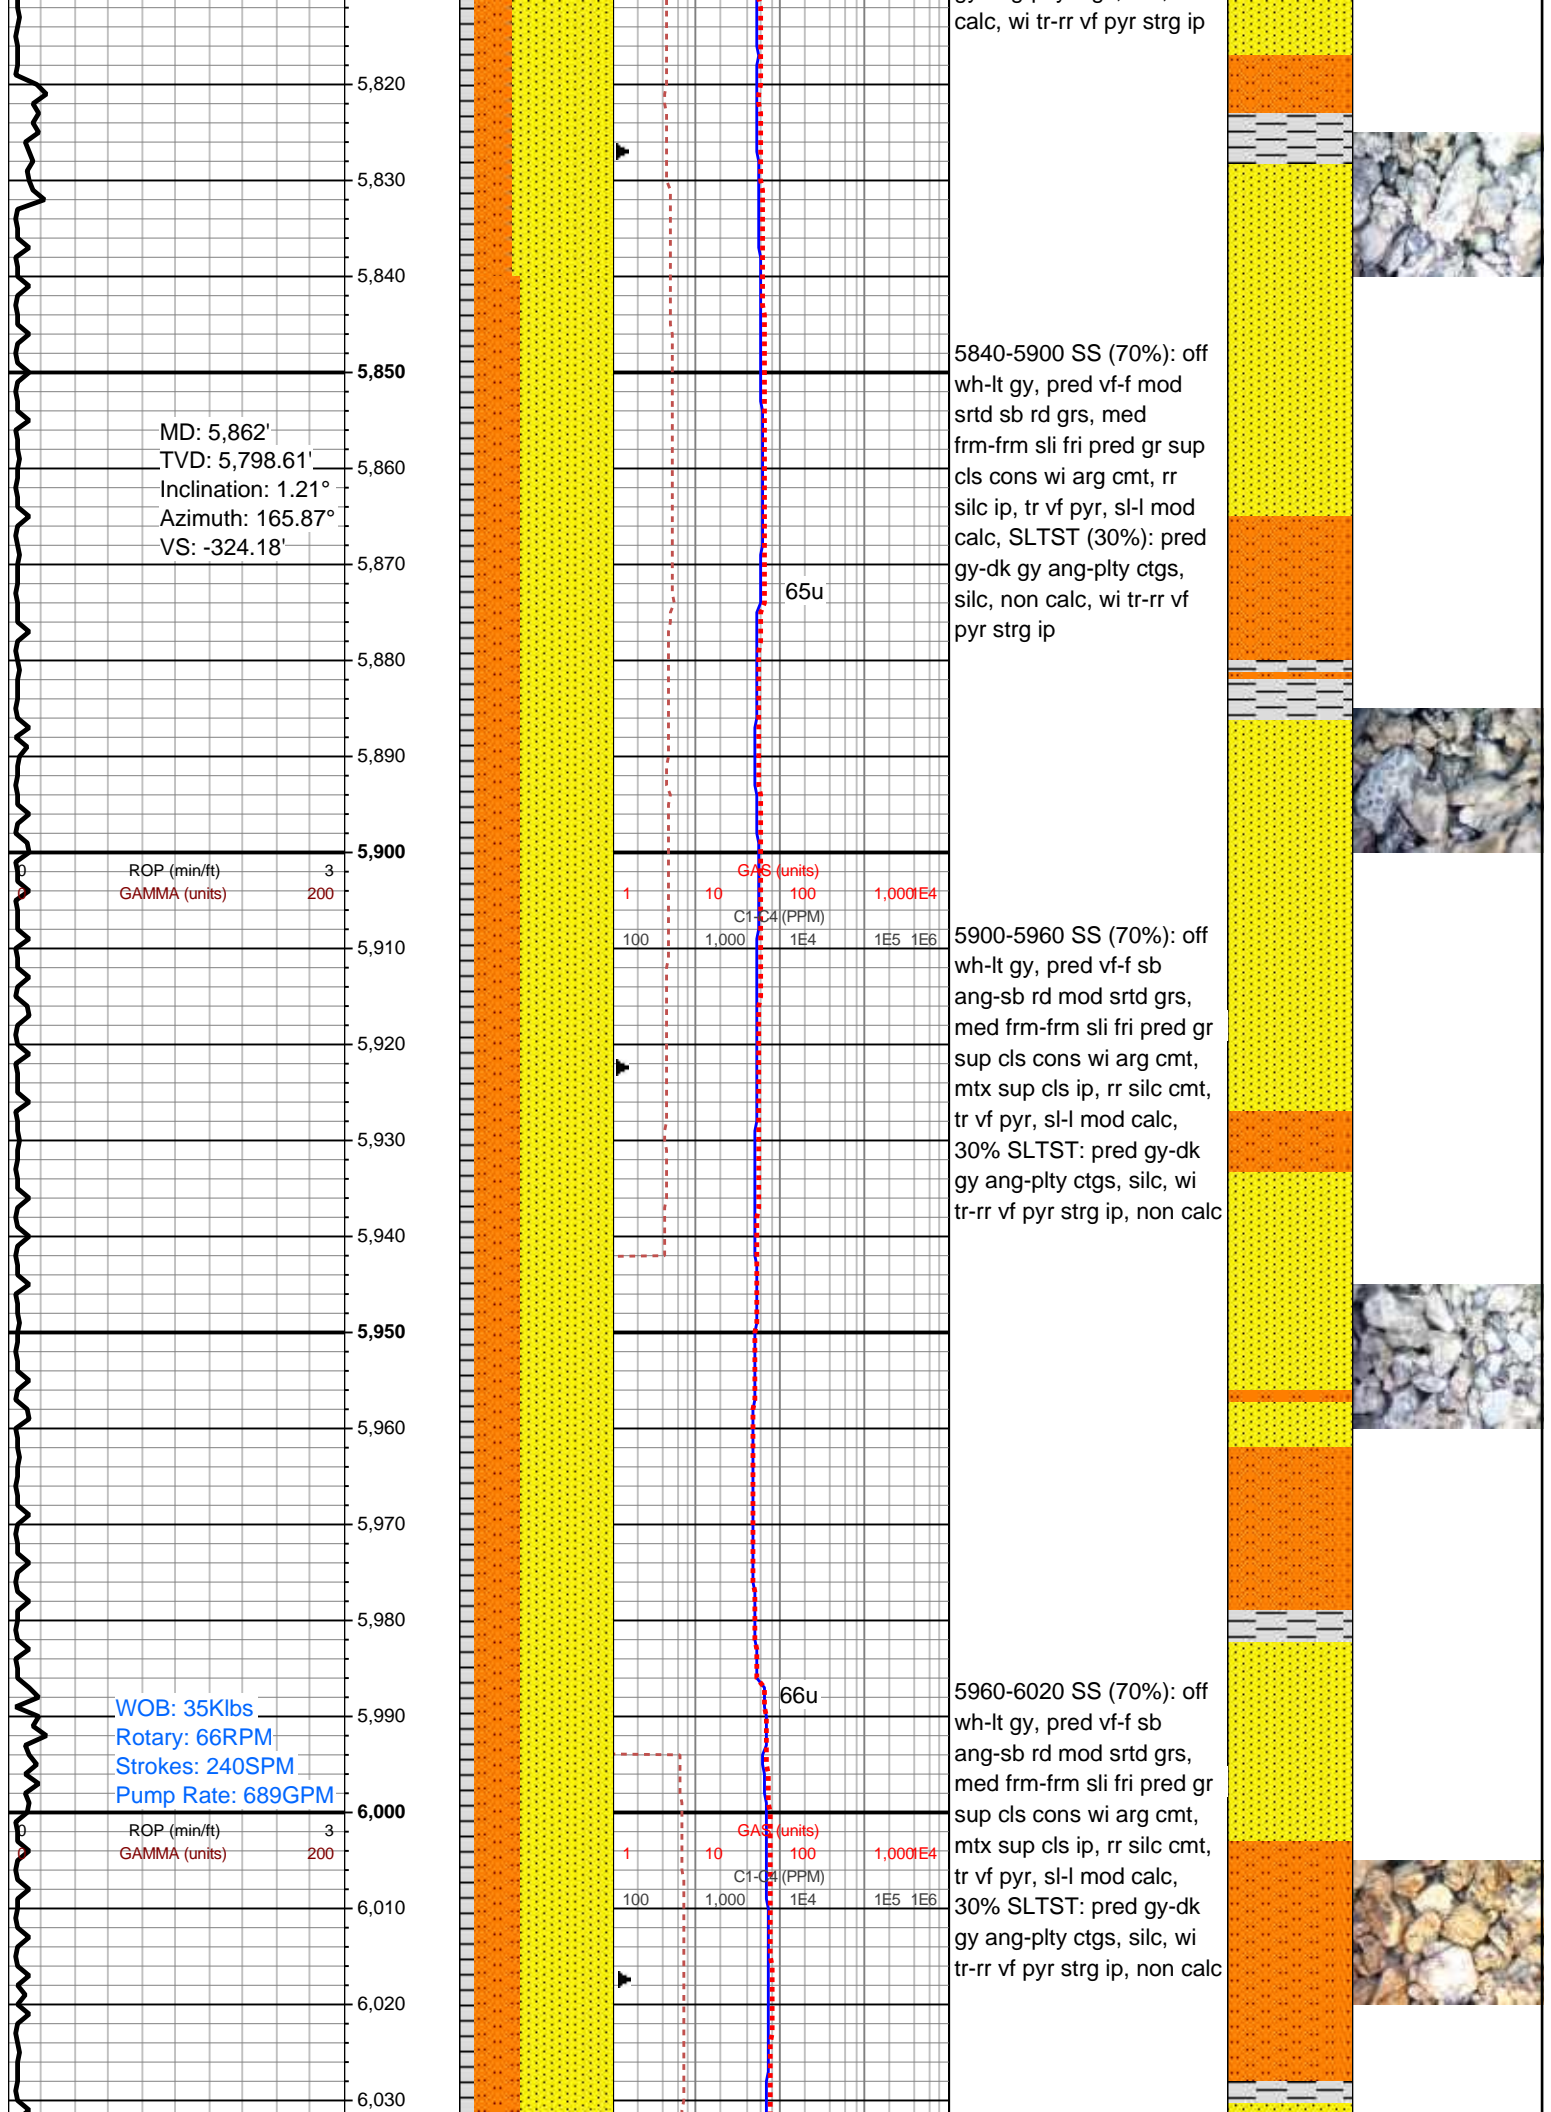 calc, wi tr-rr vf pyr strg ip
5,820
5,830
5,840
5840-5900 SS (70%): off
wh-lt gy, pred vf-f mod
srtd sb rd grs, med
frm-frm sli fri pred gr sup
cls cons wi arg cmt, rr
silc ip, tr vf pyr, sl-l mod
calc, SLTST (30%): pred
gy-dk gy ang-plty ctgs,
silc, non calc, wi tr-rr vf
pyr strg ip
5,850
MD: 5,862'
TVD: 5,798.61'
Inclination: 1.21°
Azimuth: 165.87°
VS: -324.18'
5,860
5,870
65u
5,880
5,890
5,900
0 ROP (min/ft) 3
0 GAMMA (units) 200
GAS (units)
1 10 100 1,000 1E4
C1-C4 (PPM)
100 1,000 1E4 1E5 1E6
5,910
5900-5960 SS (70%): off
wh-lt gy, pred vf-f sb
ang-sb rd mod srtd grs,
med frm-frm sli fri pred gr
sup cls cons wi arg cmt,
mtx sup cls ip, rr silc cmt,
tr vf pyr, sl-l mod calc,
30% SLTST: pred gy-dk
gy ang-plty ctgs, silc, wi
tr-rr vf pyr strg ip, non calc
5,920
5,930
5,940
5,950
5,960
5,970
5,980
66u
5,990
WOB: 35Klbs
Rotary: 66RPM
Strokes: 240SPM
Pump Rate: 689GPM
5960-6020 SS (70%): off
wh-lt gy, pred vf-f sb
ang-sb rd mod srtd grs,
med frm-frm sli fri pred gr
sup cls cons wi arg cmt,
mtx sup cls ip, rr silc cmt,
tr vf pyr, sl-l mod calc,
30% SLTST: pred gy-dk
gy ang-plty ctgs, silc, wi
tr-rr vf pyr strg ip, non calc
6,000
0 ROP (min/ft) 3
0 GAMMA (units) 200
GAS (units)
1 10 100 1,000 1E4
C1-C4 (PPM)
100 1,000 1E4 1E5 1E6
6,010
6,020
6,030